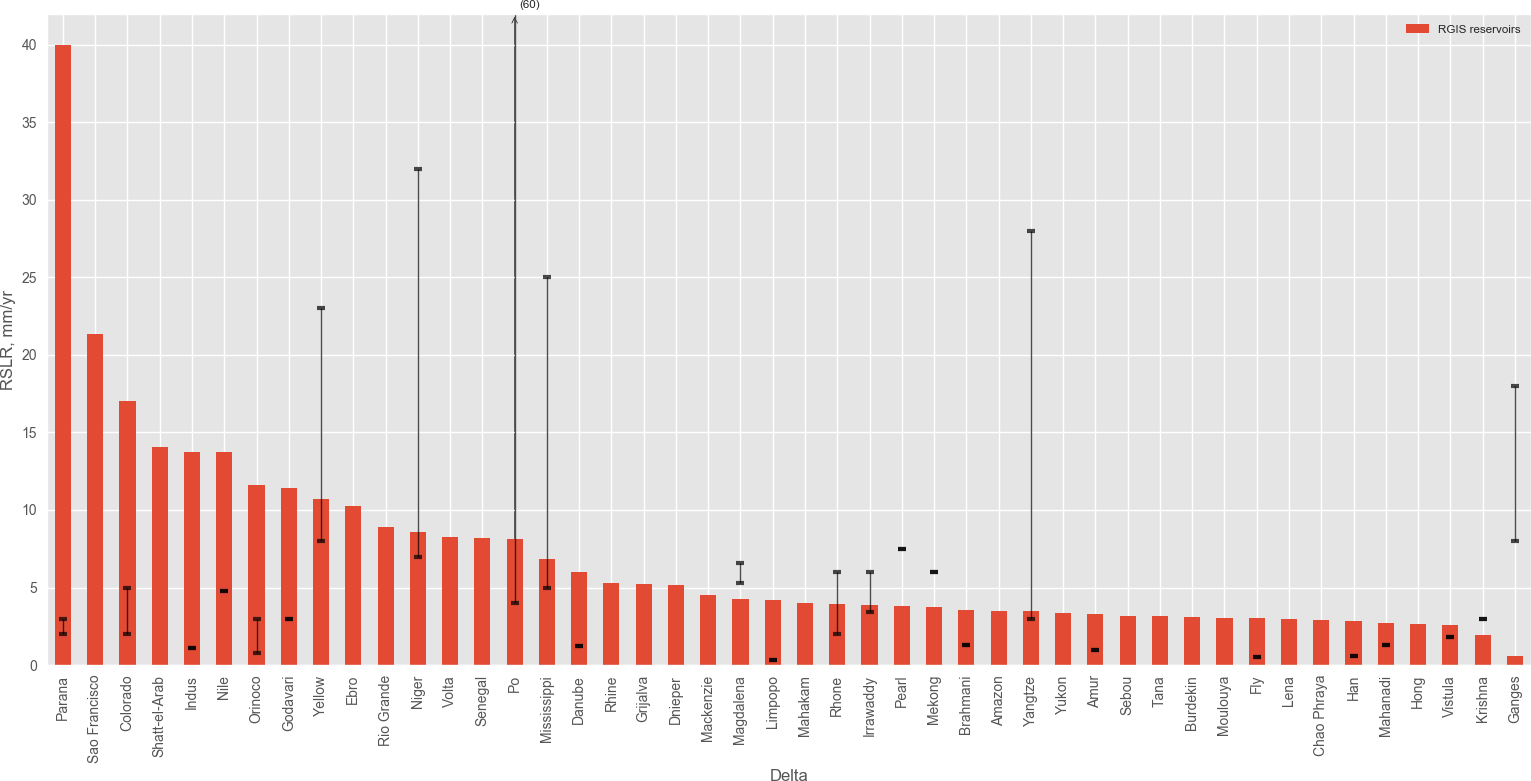 (60)
RGIS reservoirs
RSLR, mm/yr
40
35
30
25
20
15
10
5
0
Parana
Sao Francisco
Colorado
Shatt-el-Arab
Indus
Nile
Orinoco
Godavari
Yellow
Ebro
Rio Grande
Niger
Volta
Senegal
Po
Mississippi
Danube
Rhine
Grijalva
Dnieper
Mackenzie
Magdalena
Limpopo
Mahakam
Rhone
Irrawaddy
Pearl
Mekong
Brahmani
Amazon
Yangtze
Yukon
Amur
Sebou
Tana
Burdekin
Moulouya
Fly
Lena
Chao Phraya
Han
Mahanadi
Hong
Vistula
Krishna
Ganges
Delta